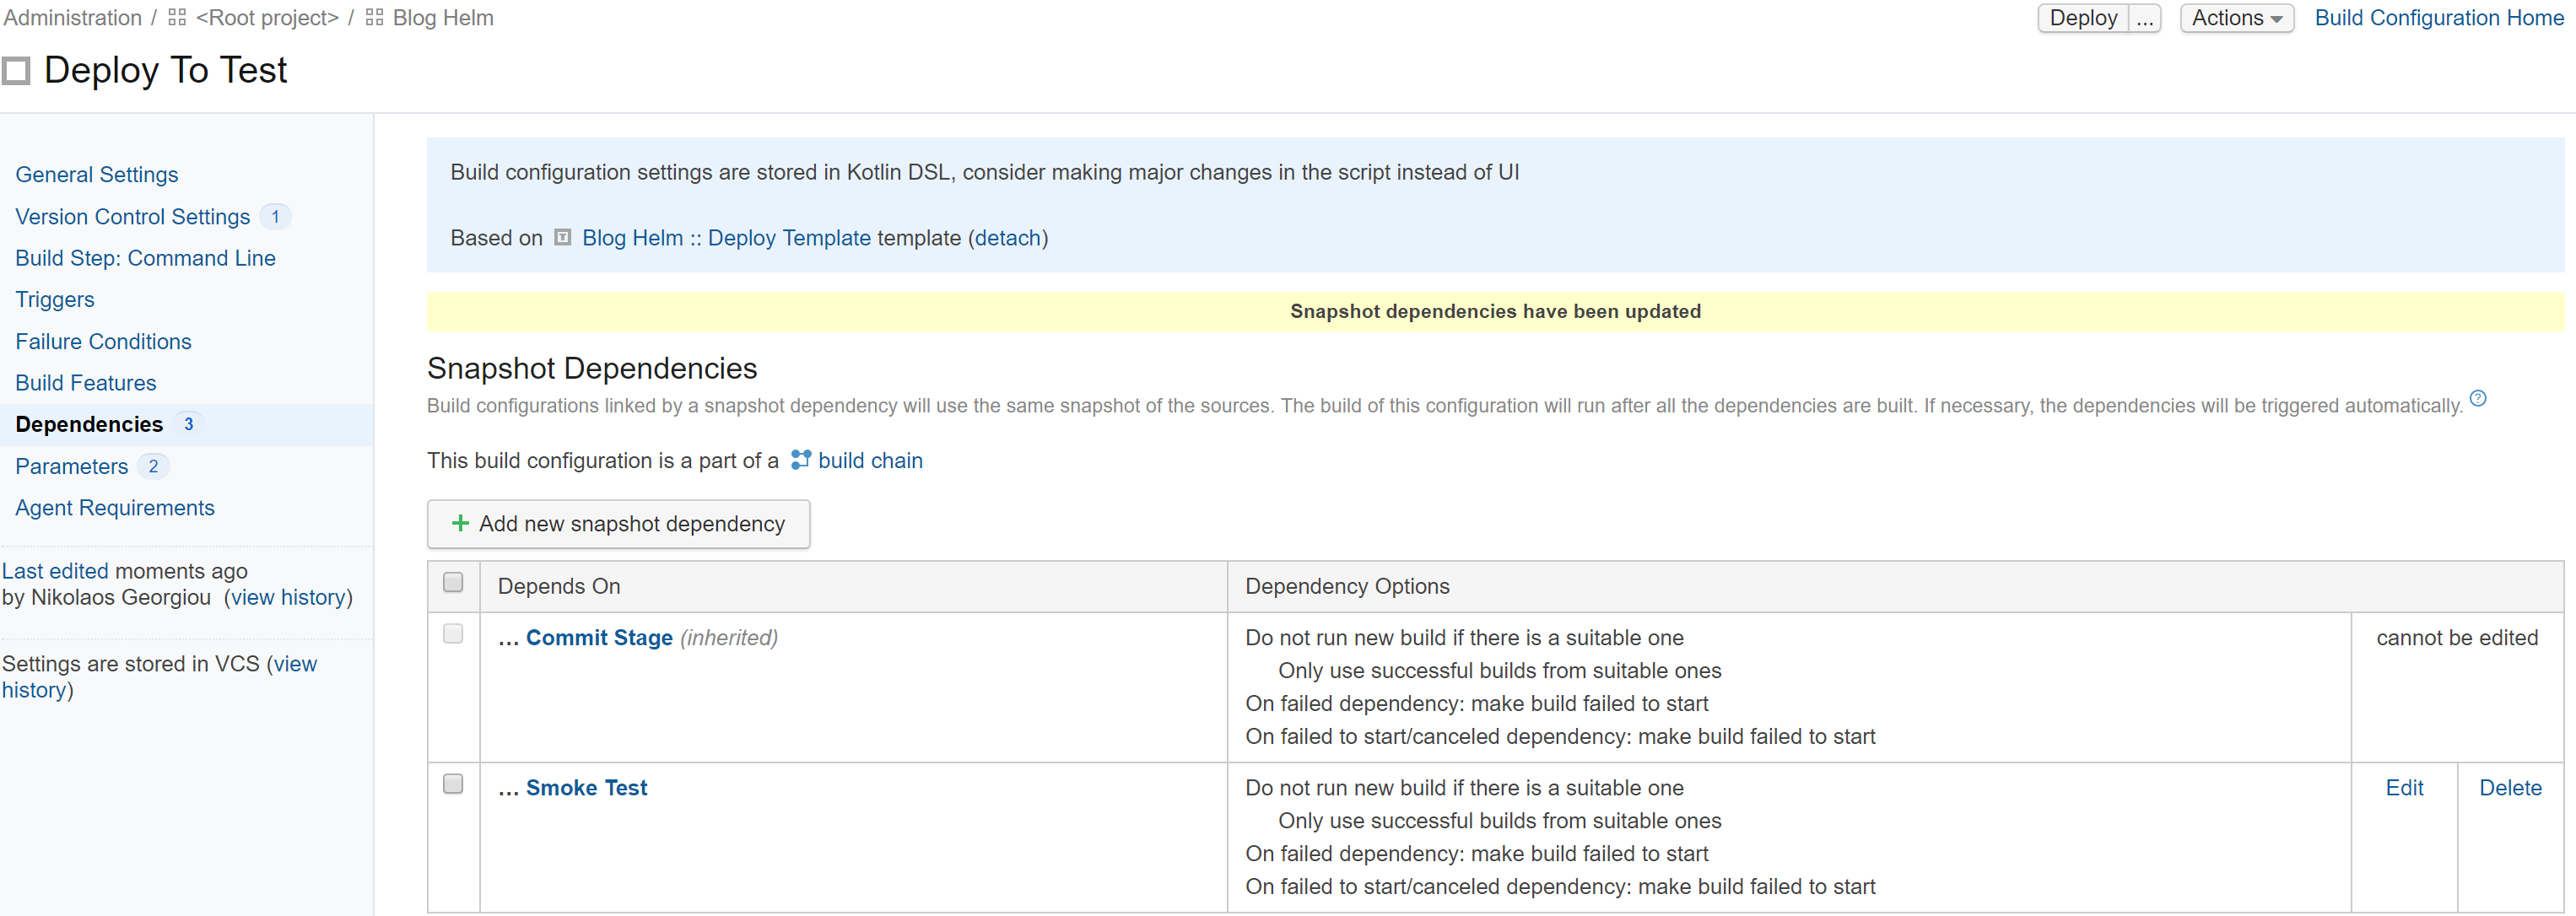 Administration / <Root project> / Blog Helm
Deploy ... Actions Build Configuration Home
Deploy To Test
General Settings
Version Control Settings 1
Build Step: Command Line
Triggers
Failure Conditions
Build Features
Dependencies 3
Parameters 2
Agent Requirements
Last edited moments ago
by Nikolaos Georgiou (view history)
Settings are stored in VCS (view
history)
Build configuration settings are stored in Kotlin DSL, consider making major changes in the script instead of UI
Based on T Blog Helm :: Deploy Template template (detach)
Snapshot dependencies have been updated
Snapshot Dependencies
Build configurations linked by a snapshot dependency will use the same snapshot of the sources. The build of this configuration will run after all the dependencies are built. If necessary, the dependencies will be triggered automatically. ?
This build configuration is a part of a build chain
+ Add new snapshot dependency
Depends On Dependency Options
... Commit Stage (inherited)
Do not run new build if there is a suitable one
Only use successful builds from suitable ones
On failed dependency: make build failed to start
On failed to start/canceled dependency: make build failed to start
cannot be edited
... Smoke Test
Do not run new build if there is a suitable one
Only use successful builds from suitable ones
On failed dependency: make build failed to start
On failed to start/canceled dependency: make build failed to start
Edit Delete